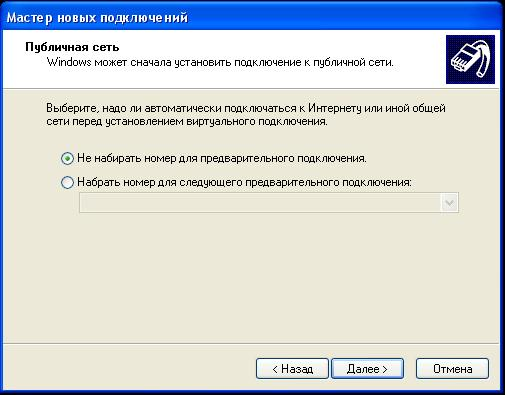 Мастер новых подключений
Публичная сеть
Windows может сначала установить подключение к публичной сети.
Выберите, надо ли автоматически подключаться к Интернету или иной общей
сети перед установлением виртуального подключения.
Не набирать номер для предварительного подключения.
Набрать номер для следующего предварительного подключения:
< Назад
Далее >
Отмена